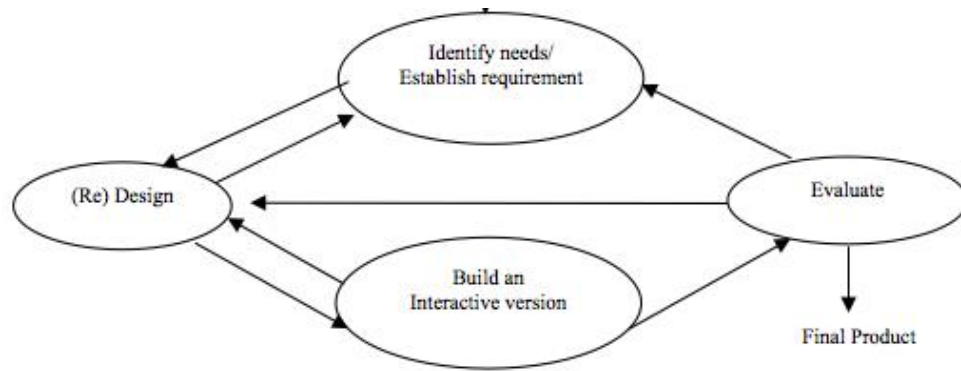 Identify needs/
Establish requirement
(Re) Design
Evaluate
Build an
Interactive version
Final Product